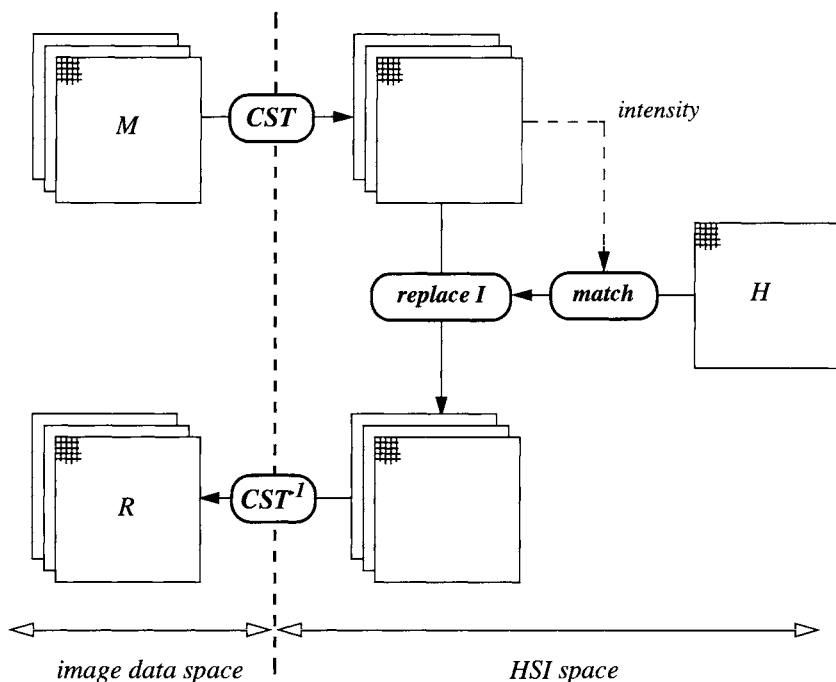 M
CST
intensity
replace I
match
H
R
CST-1
image data space
HSI space